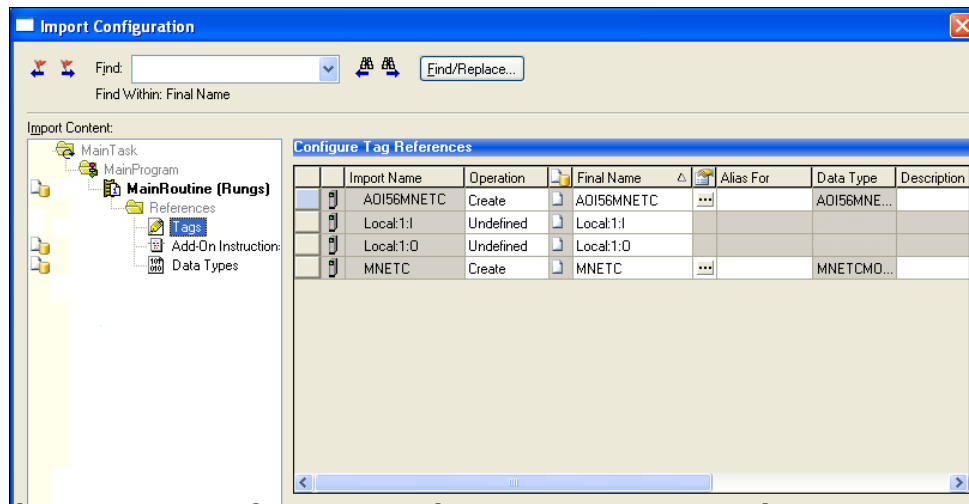 Import Configuration
Find:
Find/Replace...
Find Within: Final Name
Import Content:
MainTask
MainProgram
MainRoutine (Rungs)
References
Tags
Add-On Instruction:
Data Types
Configure Tag References
Import Name Operation Final Name Alias For Data Type Description
AOI56MNETC Create AOI56MNETC ... AOI56MNE...
Local:1:I Undefined Local:1:I
Local:1:O Undefined Local:1:O
MNETC Create MNETC ... MNETCMO...